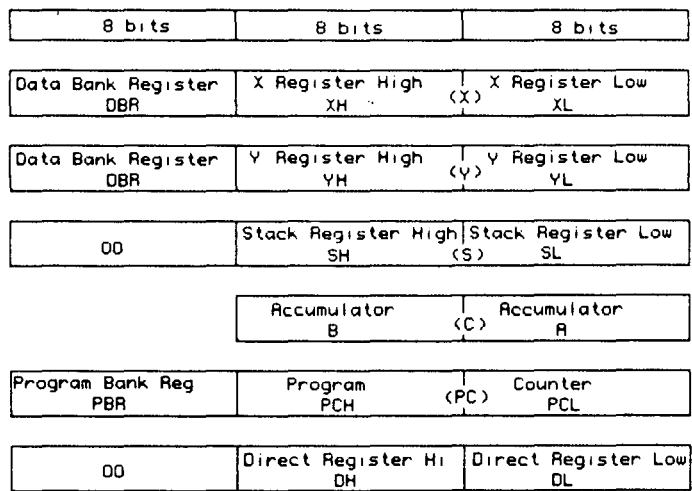 8 bits 8 bits 8 bits
Data Bank Register X Register High X Register Low
DBR XH (X) XL
Data Bank Register Y Register High Y Register Low
DBR YH (Y) YL
00 Stack Register High Stack Register Low
SH (S) SL
Accumulator Accumulator
B (C) A
Program Bank Reg Program Counter
PBR PCH (PC) PCL
00 Direct Register Hi Direct Register Low
DH DL